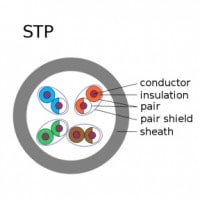 STP
conductor
insulation
pair
pair shield
sheath